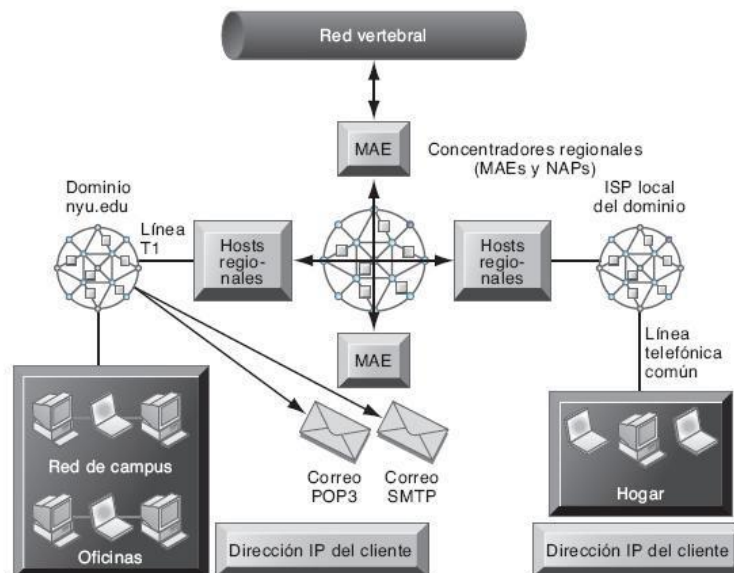 Red vertebral
MAE
Concentradores regionales
(MAEs y NAPs)
Dominio
nyu.edu
ISP local
del dominio
Línea
T1
Hosts
regio-
nales
Hosts
regio-
nales
MAE
Línea
telefónica
común
Red de campus
Oficinas
Correo
POP3
Correo
SMTP
Hogar
Dirección IP del cliente
Dirección IP del cliente